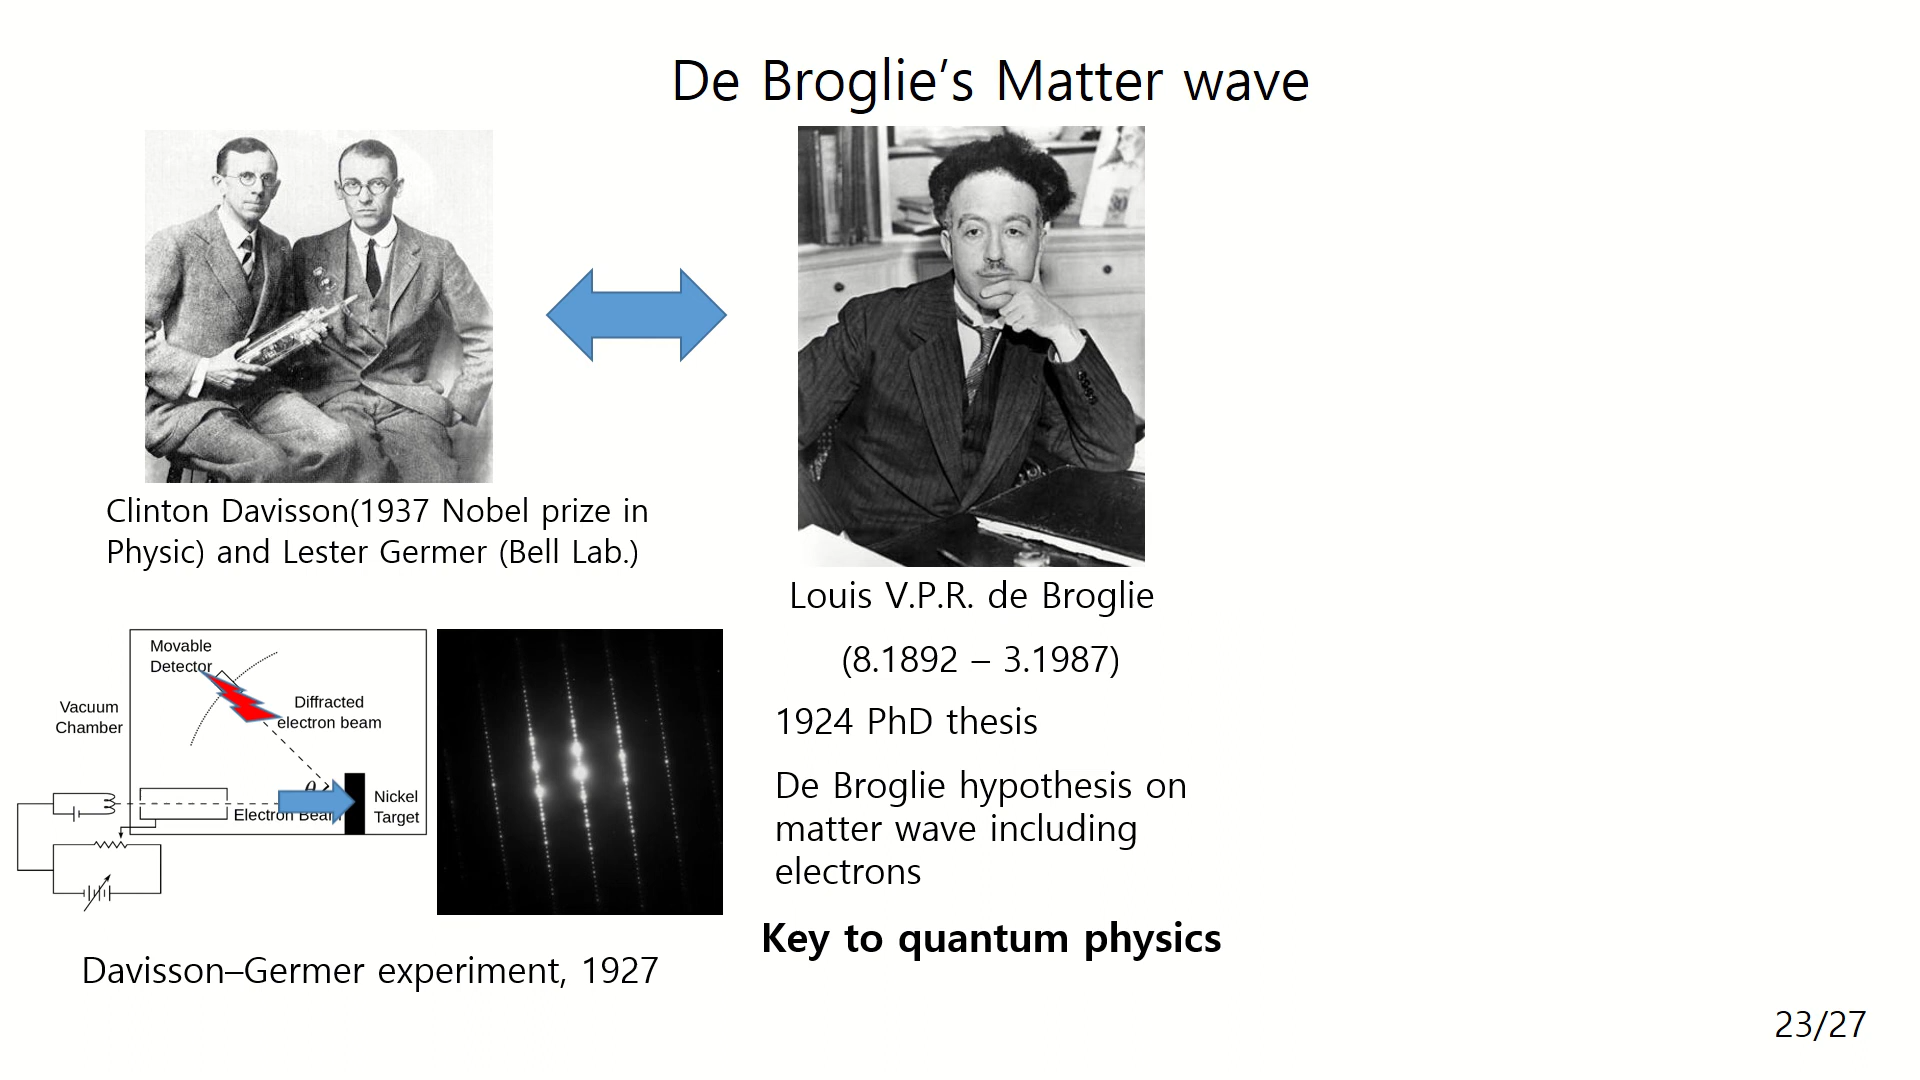 De Broglie’s Matter wave
Clinton Davisson(1937 Nobel prize in
Physic) and Lester Germer (Bell Lab.)
Louis V.P.R. de Broglie
(8.1892 – 3.1987)
1924 PhD thesis
De Broglie hypothesis on
matter wave including
electrons
Key to quantum physics
Movable
Detector
Vacuum
Chamber
Diffracted
electron beam
θ
Electron Beam
Nickel
Target
Davisson–Germer experiment, 1927
23/27